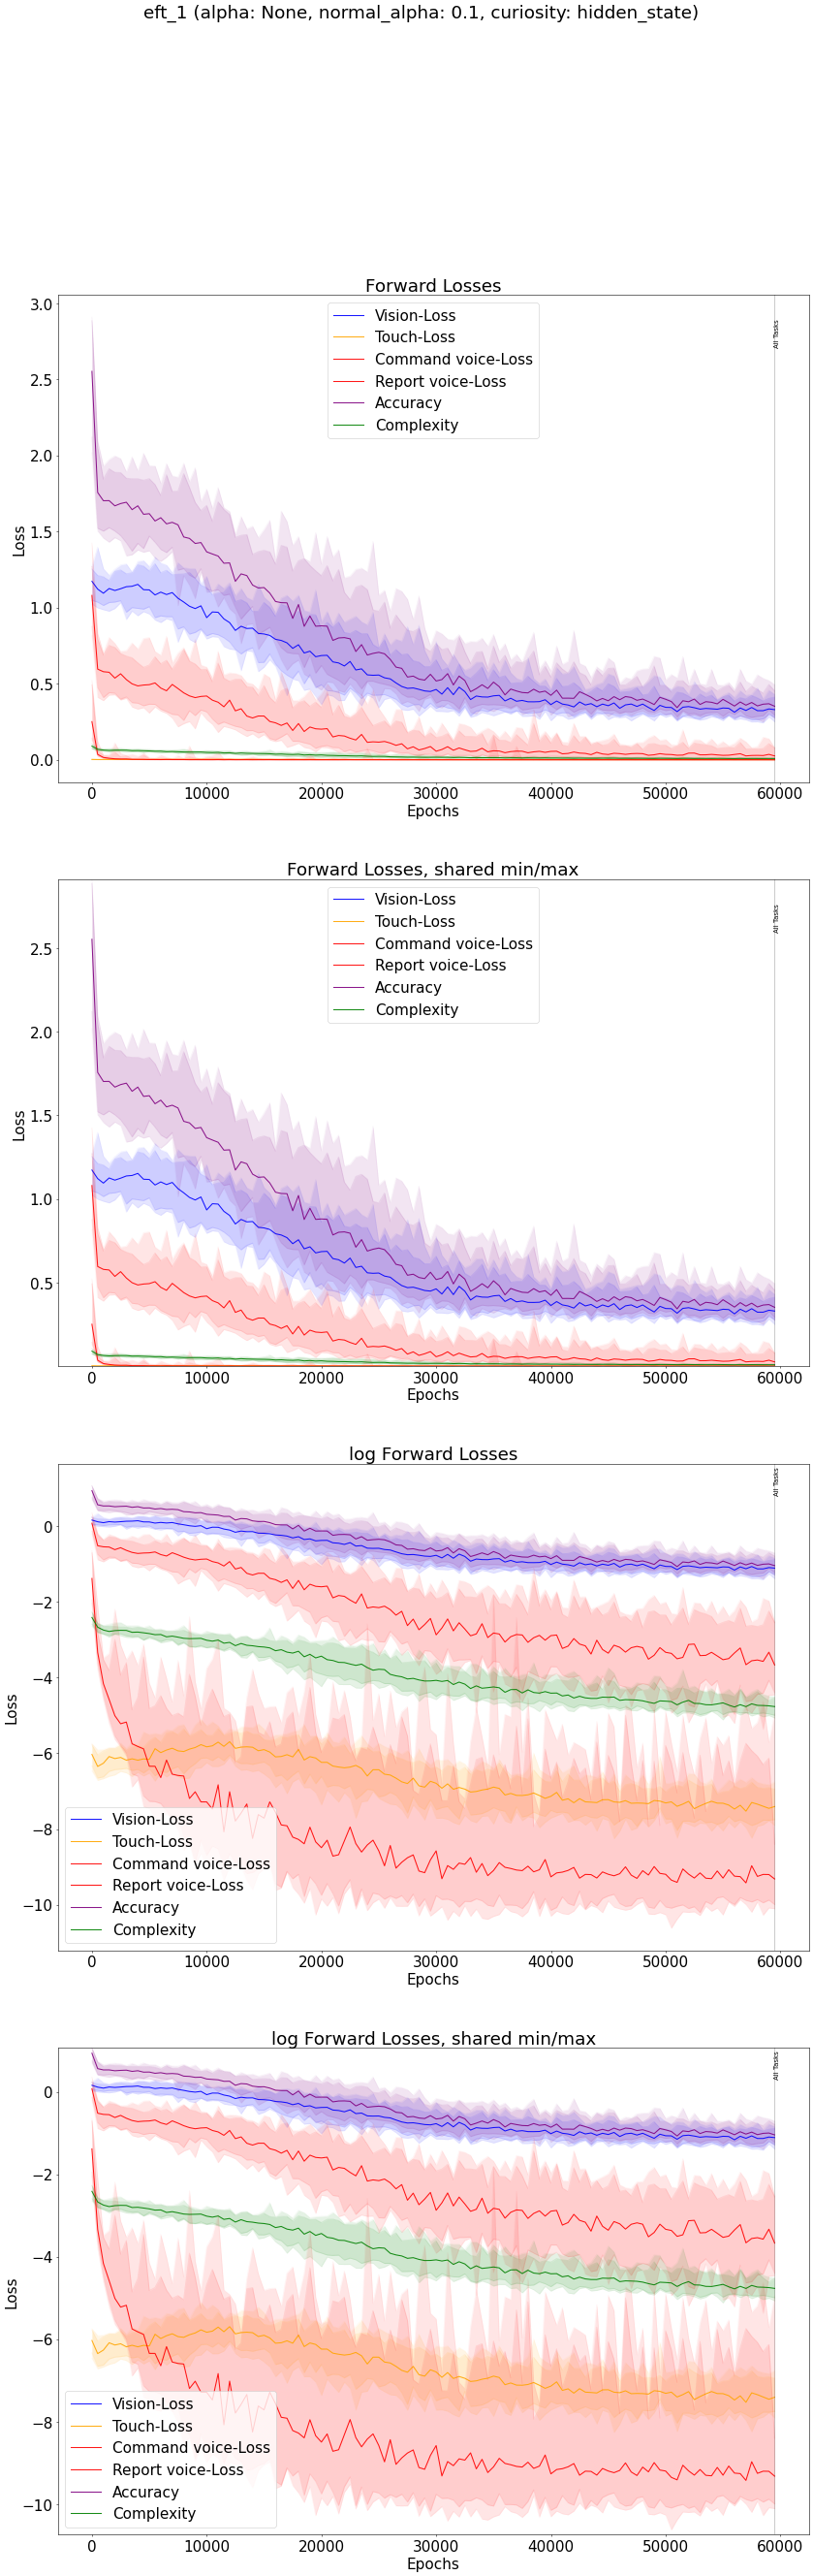 eft_1 (alpha: None, normal_alpha: 0.1, curiosity: hidden_state)
Forward Losses
3.0
2.5
2.0
1.5
1.0
0.5
0.0
Loss
Vision-Loss
Touch-Loss
Command voice-Loss
Report voice-Loss
Accuracy
Complexity
All Tasks
0 10000 20000 30000 40000 50000 60000
Epochs
Forward Losses, shared min/max
2.5
2.0
1.5
1.0
0.5
Loss
Vision-Loss
Touch-Loss
Command voice-Loss
Report voice-Loss
Accuracy
Complexity
All Tasks
0 10000 20000 30000 40000 50000 60000
Epochs
log Forward Losses
0
−2
−4
−6
−8
−10
Loss
All Tasks
Vision-Loss
Touch-Loss
Command voice-Loss
Report voice-Loss
Accuracy
Complexity
0 10000 20000 30000 40000 50000 60000
Epochs
log Forward Losses, shared min/max
0
−2
−4
−6
−8
−10
Loss
All Tasks
Vision-Loss
Touch-Loss
Command voice-Loss
Report voice-Loss
Accuracy
Complexity
0 10000 20000 30000 40000 50000 60000
Epochs